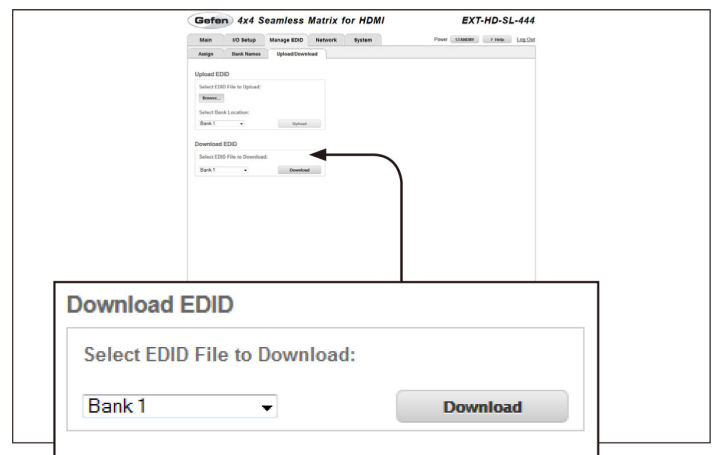 Gefen 4x4 Seamless Matrix for HDMI EXT-HD-SL-444
Main I/O Setup Manage EDID Network System Power STANDBY ? Help Log Out
Assign Bank Names Upload/Download
Upload EDID
Select EDID File to Upload:
Browse...
Select Bank Location:
Bank 1 Upload
Download EDID
Select EDID File to Download:
Bank 1 Download
Download EDID
Select EDID File to Download:
Bank 1 Download